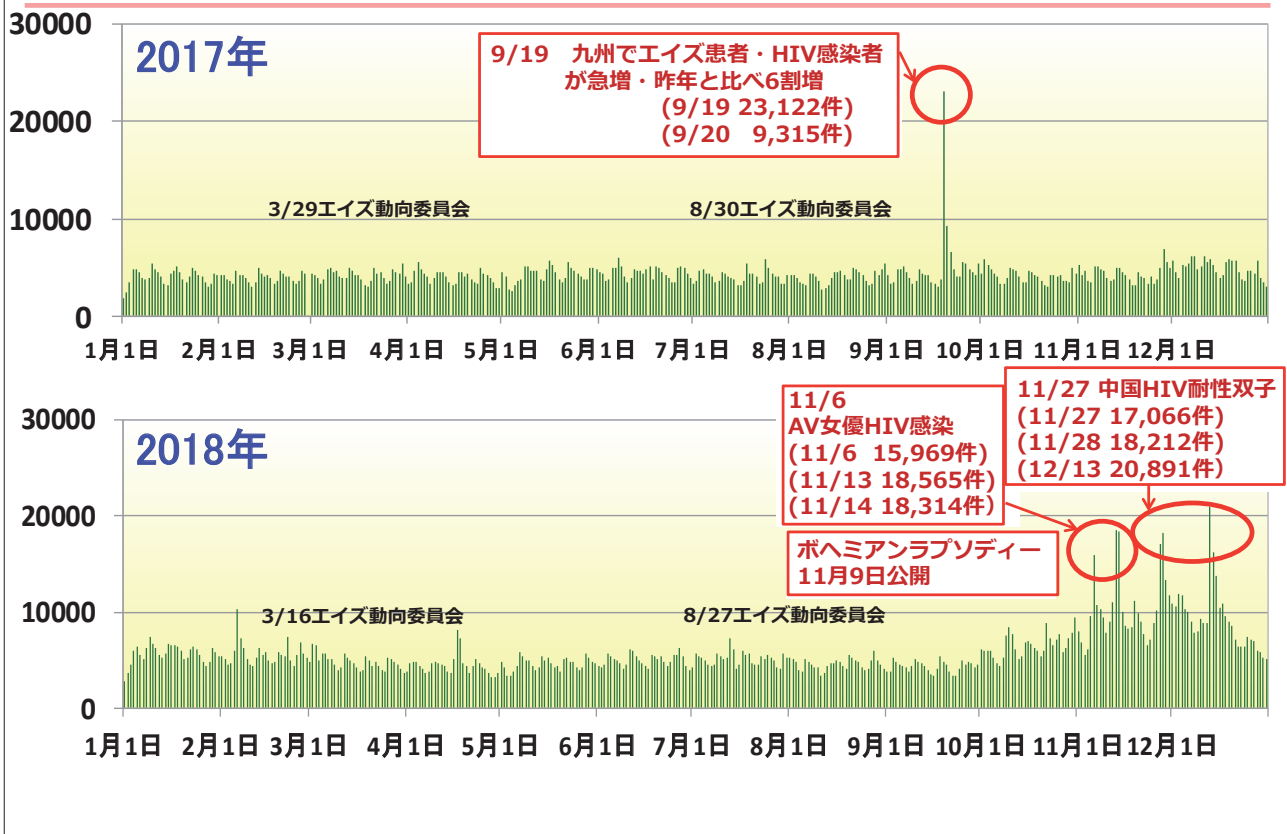 30000
2017年
9/19 九州でエイズ患者・HIV感染者
が急増・昨年と比べ6割増
(9/19 23,122件)
(9/20 9,315件)
20000
3/29エイズ動向委員会
8/30エイズ動向委員会
10000
0
1月1日 2月1日 3月1日 4月1日 5月1日 6月1日 7月1日 8月1日 9月1日 10月1日 11月1日 12月1日
11/6
AV女優HIV感染
(11/6 15,969件)
(11/13 18,565件)
(11/14 18,314件)
11/27 中国HIV耐性双子
(11/27 17,066件)
(11/28 18,212件)
(12/13 20,891件)
30000
2018年
20000
ボヘミアンラプソディー
11月9日公開
10000
3/16エイズ動向委員会
8/27エイズ動向委員会
0
1月1日 2月1日 3月1日 4月1日 5月1日 6月1日 7月1日 8月1日 9月1日 10月1日 11月1日 12月1日